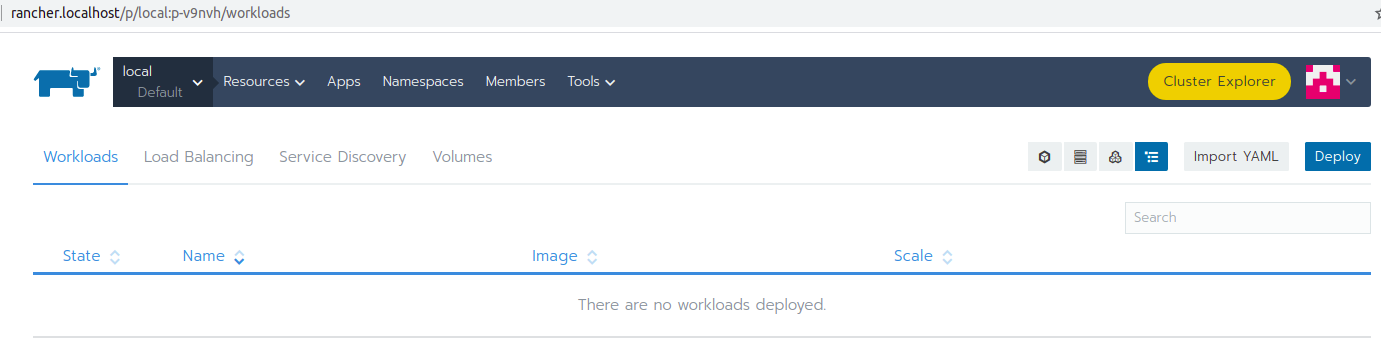 rancher.localhost/p/local:p-v9nvh/workloads
local
Default
Resources Apps Namespaces Members Tools Cluster Explorer
Workloads Load Balancing Service Discovery Volumes Import YAML Deploy
Search
State Name Image Scale
There are no workloads deployed.